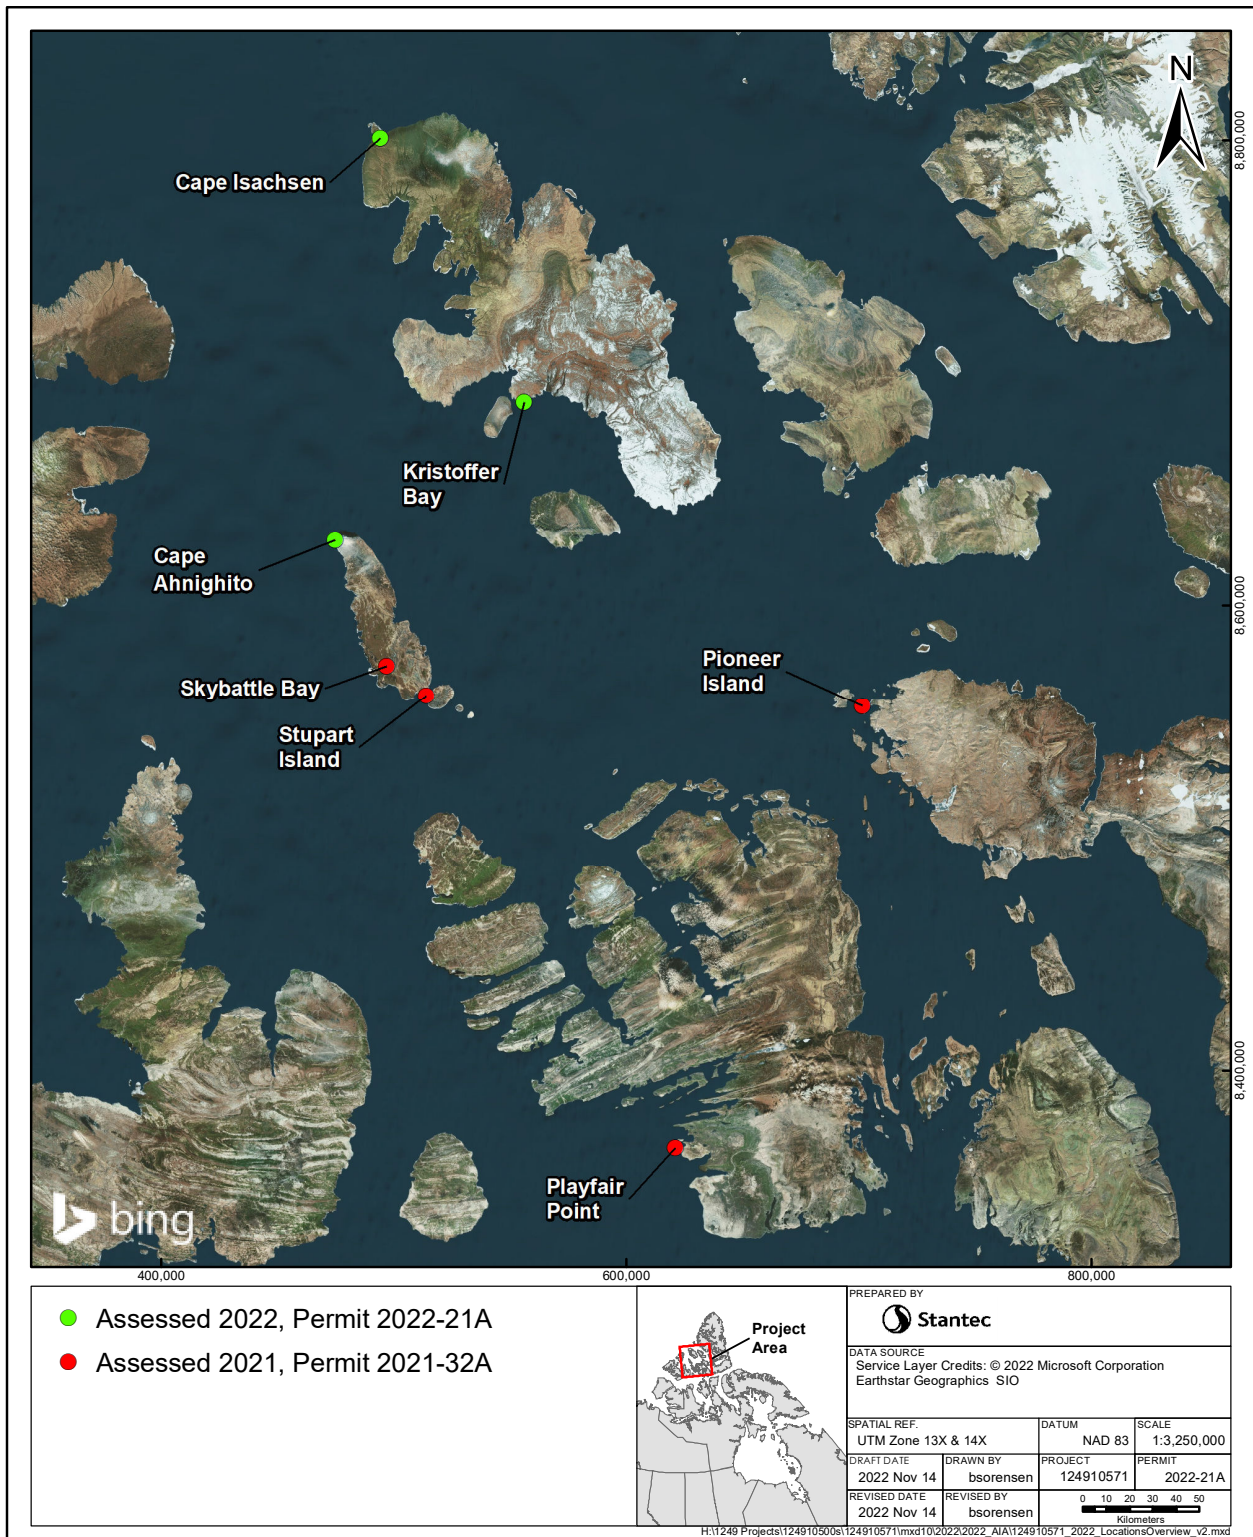 N
8,800,000
Cape Isachsen
Kristoffer
Bay
Cape
Ahnighito
8,600,000
Pioneer
Island
Skybattle Bay
Stupart
Island
8,400,000
Playfair
Point
bing
400,000
600,000
800,000
Assessed 2022, Permit 2022-21A
Assessed 2021, Permit 2021-32A
Project
Area
PREPARED BY
Stantec
DATA SOURCE
Service Layer Credits: © 2022 Microsoft Corporation
Earthstar Geographics SIO
SPATIAL REF.
UTM Zone 13X & 14X
DATUM
NAD 83
SCALE
1:3,250,000
DRAFT DATE
2022 Nov 14
DRAWN BY
bsorensen
PROJECT
124910571
PERMIT
2022-21A
REVISED DATE
2022 Nov 14
REVISED BY
bsorensen
0 10 20 30 40 50
Kilometers
H:\1249 Projects\124910500s\124910571\mxd10\2022\2022_AIA\124910571_2022_LocationsOverview_v2.mxd